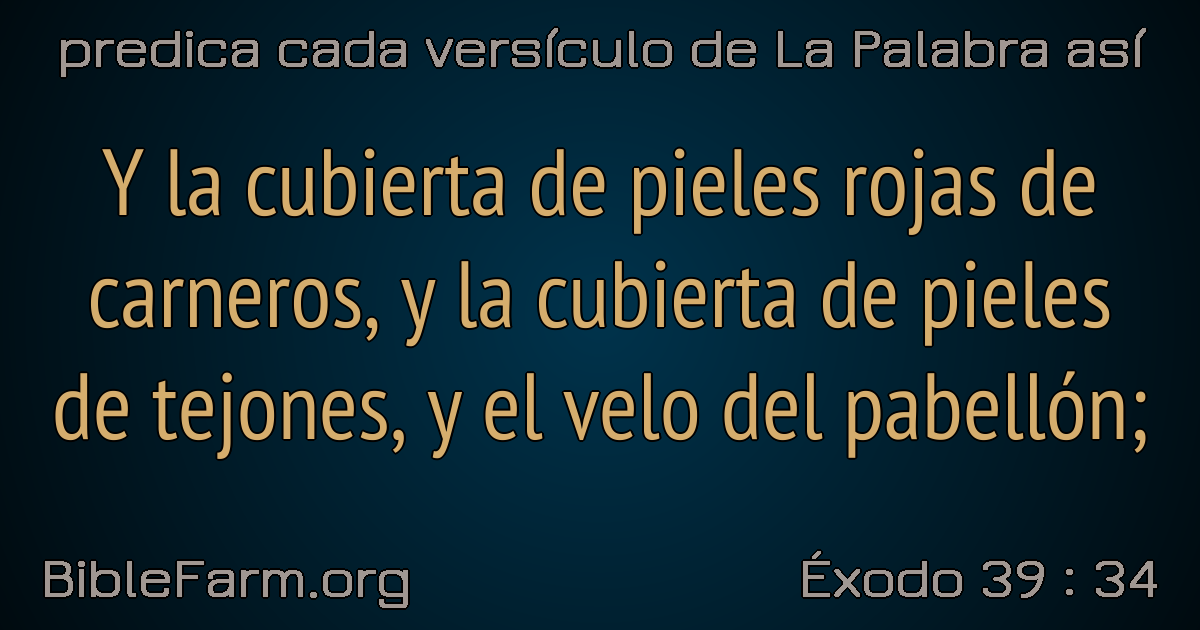 predica cada versículo de La Palabra así
Y la cubierta de pieles rojas de
carneros, y la cubierta de pieles
de tejones, y el velo del pabellón;
BibleFarm.org
Éxodo 39 : 34